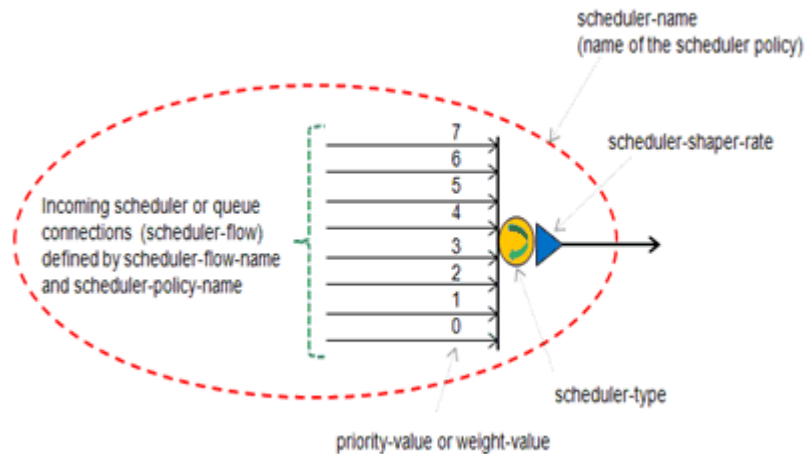 scheduler-name
(name of the scheduler policy)
scheduler-shaper-rate
7
6
5
4
3
2
1
0
Incoming scheduler or queue
connections (scheduler-flow)
defined by scheduler-flow-name
and scheduler-policy-name
scheduler-type
priority-value or weight-value